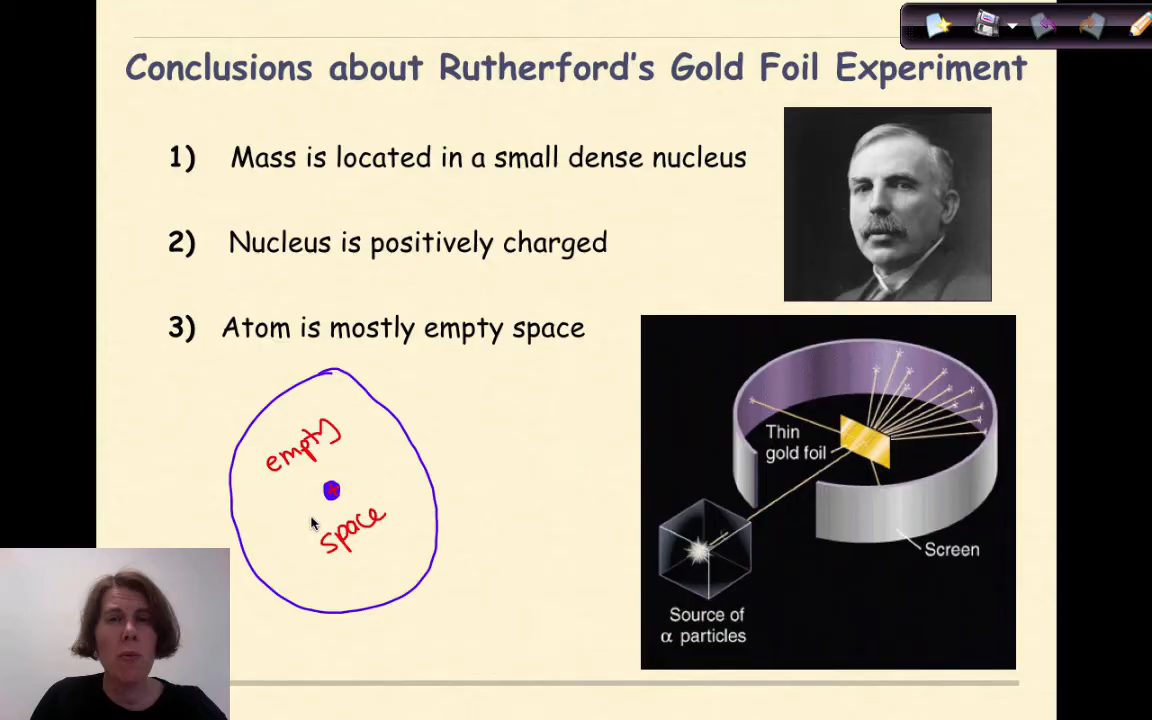 Conclusions about Rutherford's Gold Foil Experiment
1) Mass is located in a small dense nucleus
2) Nucleus is positively charged
3) Atom is mostly empty space
empty
+
space
Thin
gold foil
Screen
Source of
α particles